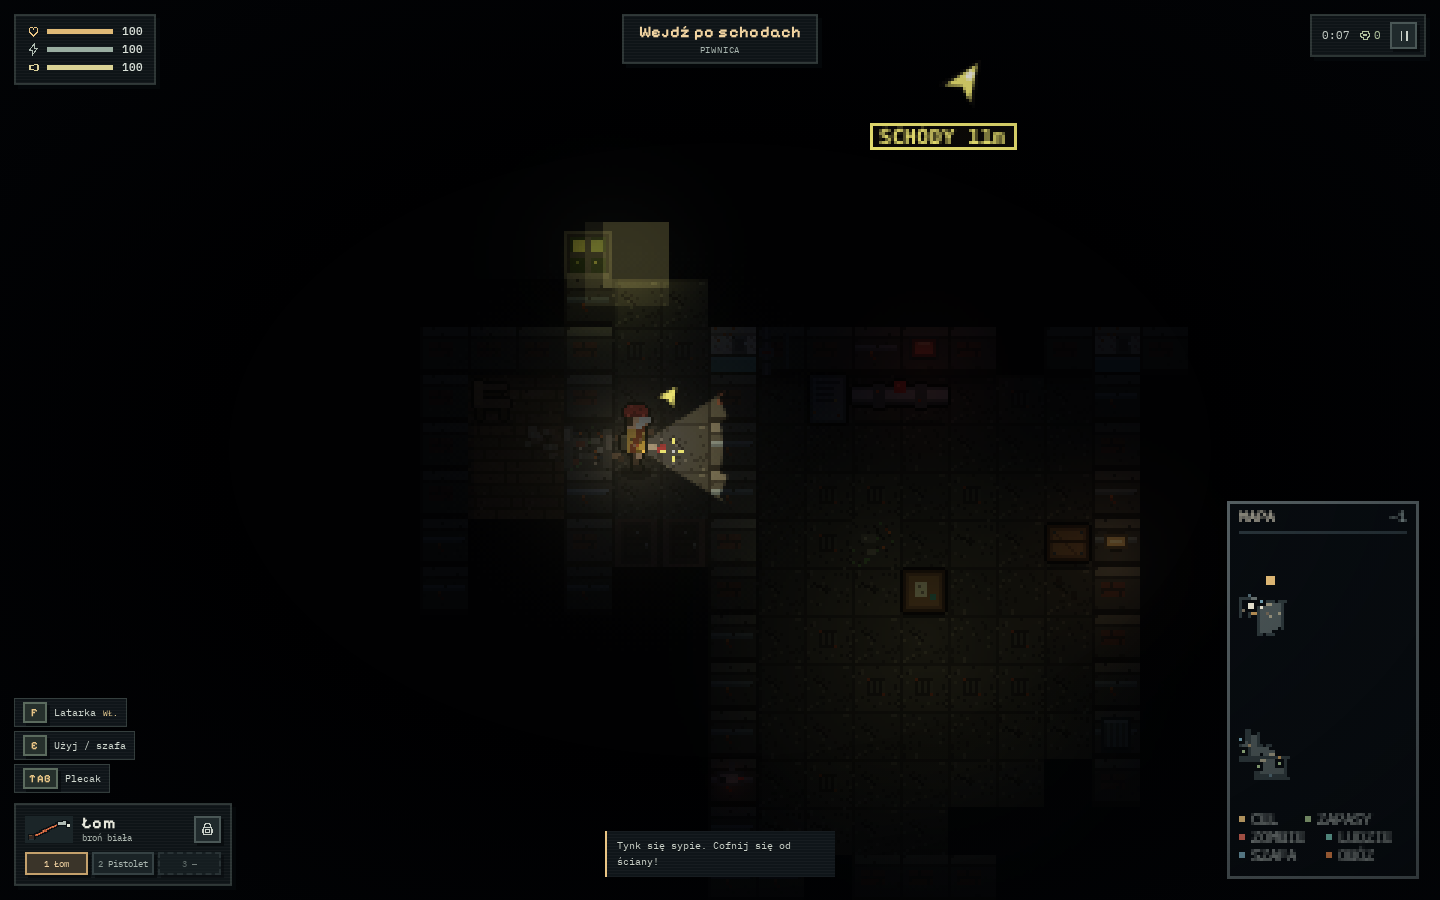 100
100
100
Wejdź po schodach
PIWNICA
0:07 0
SCHODY 11m
F Latarka WŁ.
E Użyj / szafa
TAB Plecak
Łom
broń biała
1 Łom 2 Pistolet 3 —
Tynk się sypie. Cofnij się od
ściany!
MAPA -1
CEL ZAPASY
ZOMBIE LUDZIE
SZAFA OBÓZ